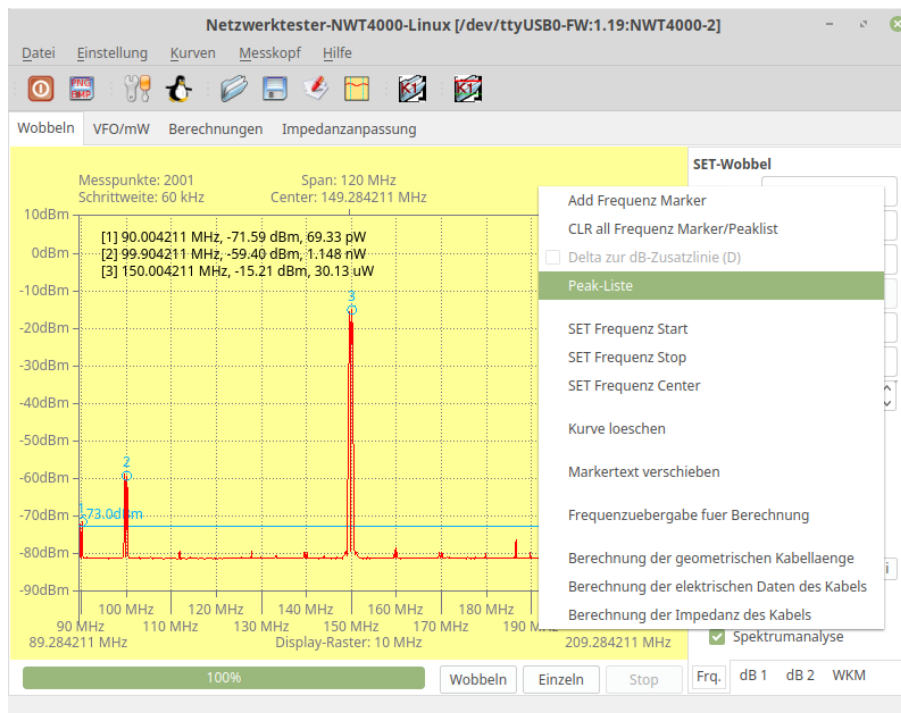 Netzwerktester-NWT4000-Linux [/dev/ttyUSB0-FW:1.19:NWT4000-2]
Datei Einstellung Kurven Messkopf Hilfe
PNG BMP K1 K1
Wobbeln VFO/mW Berechnungen Impedanzanpassung
SET-Wobbel
Messpunkte: 2001 Span: 120 MHz
Schrittweite: 60 kHz Center: 149.284211 MHz
10dBm
[1] 90.004211 MHz, -71.59 dBm, 69.33 pW
0dBm
[2] 99.904211 MHz, -59.40 dBm, 1.148 nW
[3] 150.004211 MHz, -15.21 dBm, 30.13 uW
-10dBm
3
-20dBm
-30dBm
-40dBm
-50dBm
2
-60dBm
1
-70dBm
-73.0dBm
-80dBm
-90dBm
100 MHz 120 MHz 140 MHz 160 MHz 180 MHz
90 MHz 110 MHz 130 MHz 150 MHz 170 MHz 190
89.284211 MHz Display-Raster: 10 MHz 209.284211 MHz
Add Frequenz Marker
CLR all Frequenz Marker/Peaklist
Delta zur dB-Zusatzlinie (D)
Peak-Liste
SET Frequenz Start
SET Frequenz Stop
SET Frequenz Center
Kurve loeschen
Markertext verschieben
Frequenzuebergabe fuer Berechnung
Berechnung der geometrischen Kabellaenge
Berechnung der elektrischen Daten des Kabels
Berechnung der Impedanz des Kabels
i
Spektrumanalyse
100% Wobbeln Einzeln Stop
Frq. dB 1 dB 2 WKM